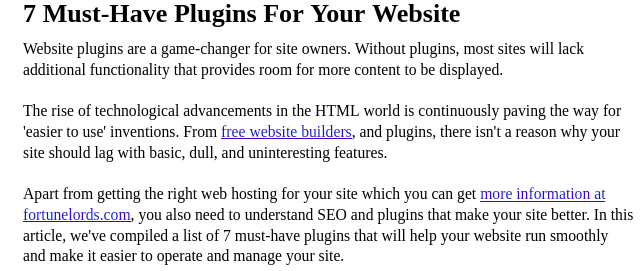 7 Must-Have Plugins For Your Website
Website plugins are a game-changer for site owners. Without plugins, most sites will lack
additional functionality that provides room for more content to be displayed.
The rise of technological advancements in the HTML world is continuously paving the way for
'easier to use' inventions. From free website builders, and plugins, there isn't a reason why your
site should lag with basic, dull, and uninteresting features.
Apart from getting the right web hosting for your site which you can get more information at
fortunelords.com, you also need to understand SEO and plugins that make your site better. In this
article, we've compiled a list of 7 must-have plugins that will help your website run smoothly
and make it easier to operate and manage your site.